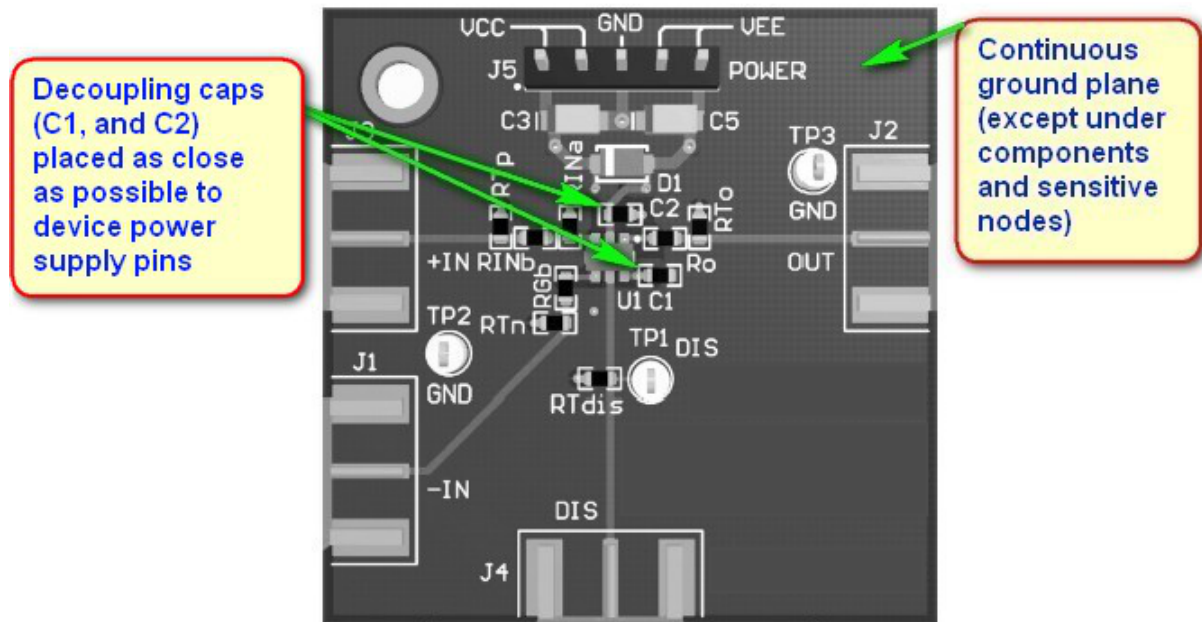 VCC
GND
VEE
J5
POWER
Continuous
ground plane
(except under
components
and sensitive
nodes)
Decoupling caps
(C1, and C2)
placed as close
as possible to
device power
supply pins
C3
C5
TP3
J2
GND
RTP
RINa
D1
C2
RTo
+IN
RINb
Ro
OUT
RGb
U1
C1
RTn
TP2
GND
TP1
DIS
J1
RTdis
-IN
DIS
J4